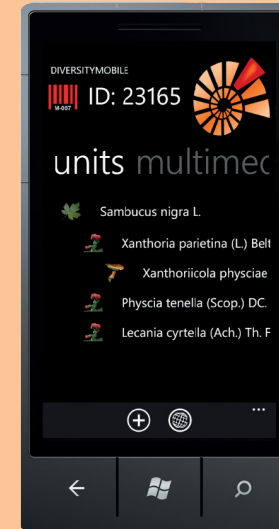 DIVERSITYMOBILE
M-007
ID: 23165
units multimec
Sambucus nigra L.
Xanthoria parietina (L.) Belt
Xanthoriicola physciae
Physcia tenella (Scop.) DC.
Lecania cyrtella (Ach.) Th. F